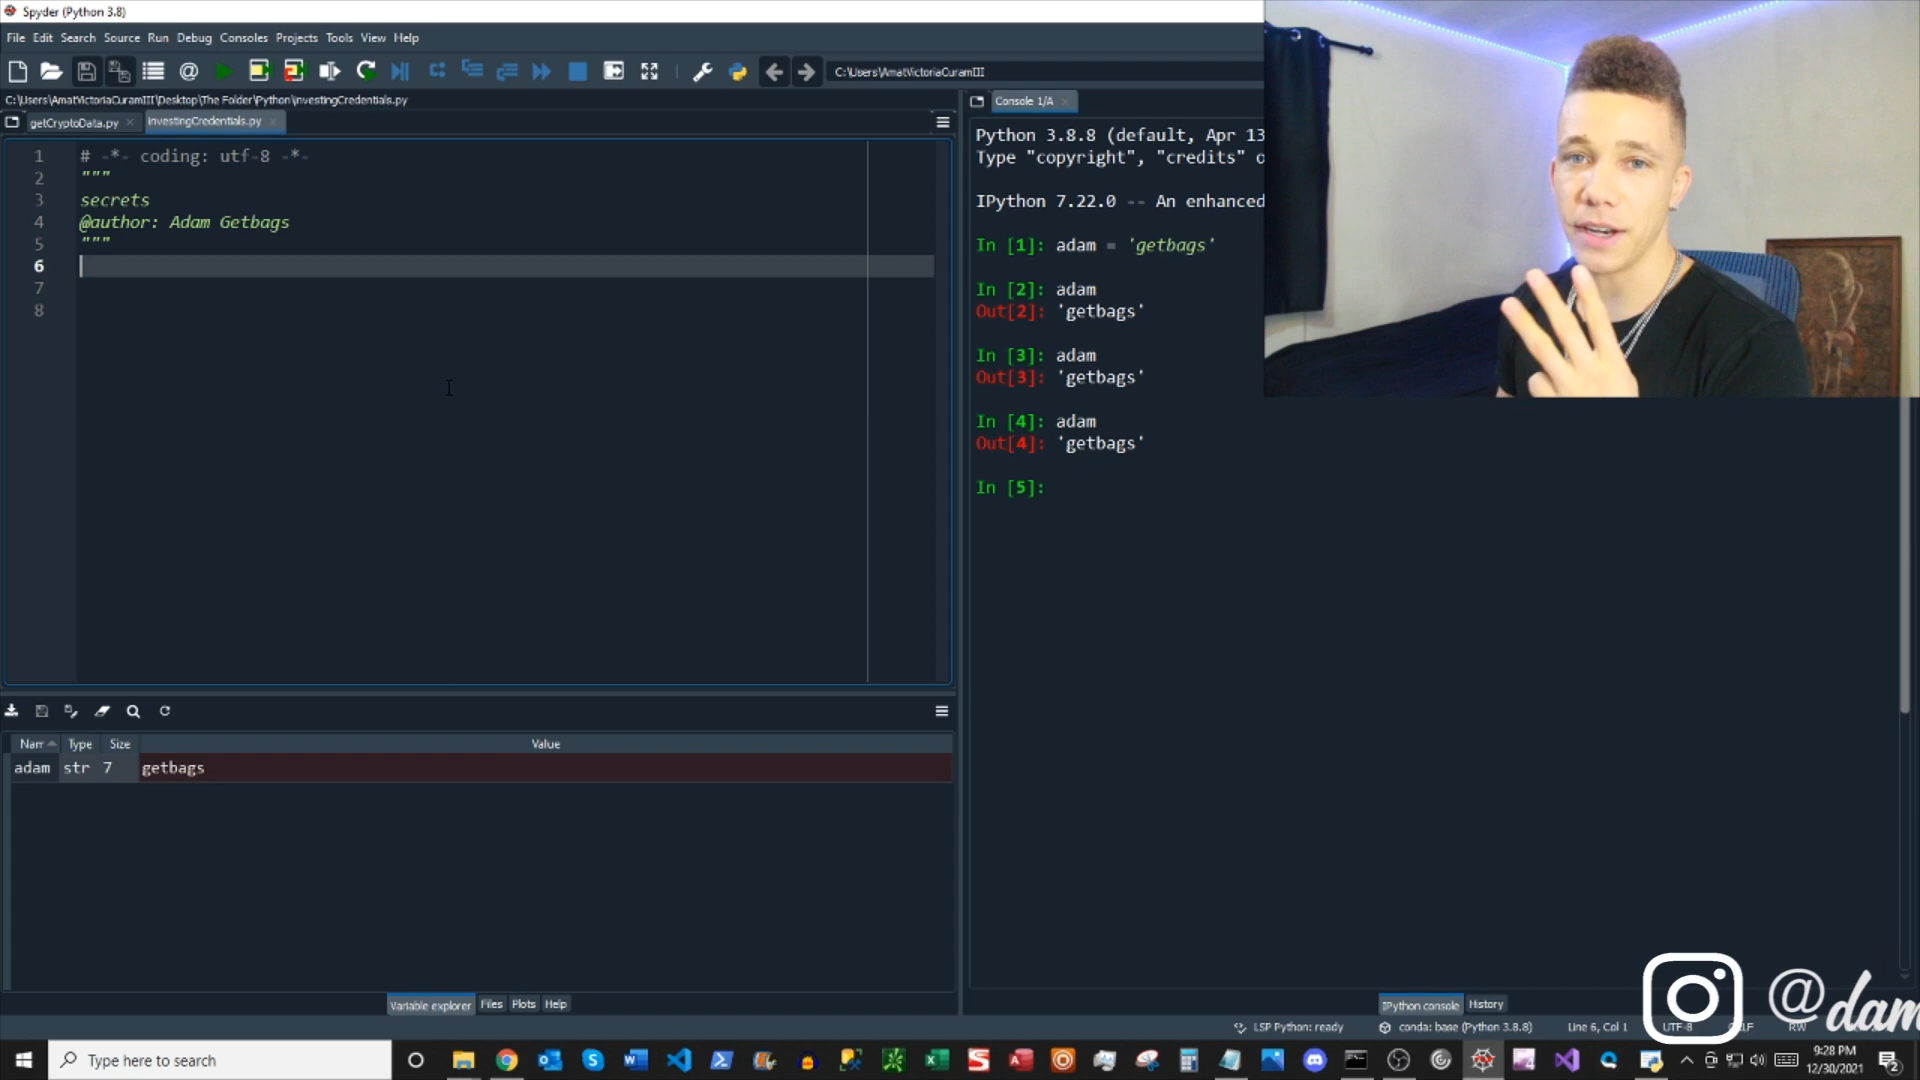 Spyder (Python 3.8)
File Edit Search Source Run Debug Consoles Projects Tools View Help
C:\Users\AmatVictoriaCuramIII
C:\Users\AmatVictoriaCuramIII\Desktop\The Folder\Python\investingCredentials.py
getCryptoData.py
investingCredentials.py
1 # -*- coding: utf-8 -*-
2 """
3 secrets
4 @author: Adam Getbags
5 """
6
7
8
Console 1/A
Python 3.8.8 (default, Apr 13
Type "copyright", "credits" o
IPython 7.22.0 -- An enhanced
In [1]: adam = 'getbags'
In [2]: adam
Out[2]: 'getbags'
In [3]: adam
Out[3]: 'getbags'
In [4]: adam
Out[4]: 'getbags'
In [5]:
Nam Type Size Value
adam str 7 getbags
Variable explorer Files Plots Help
IPython console History
LSP Python: ready conda: base (Python 3.8.8) Line 6, Col 1 UTF-8 RW
@dam
Type here to search
9:28 PM
12/30/2021
2